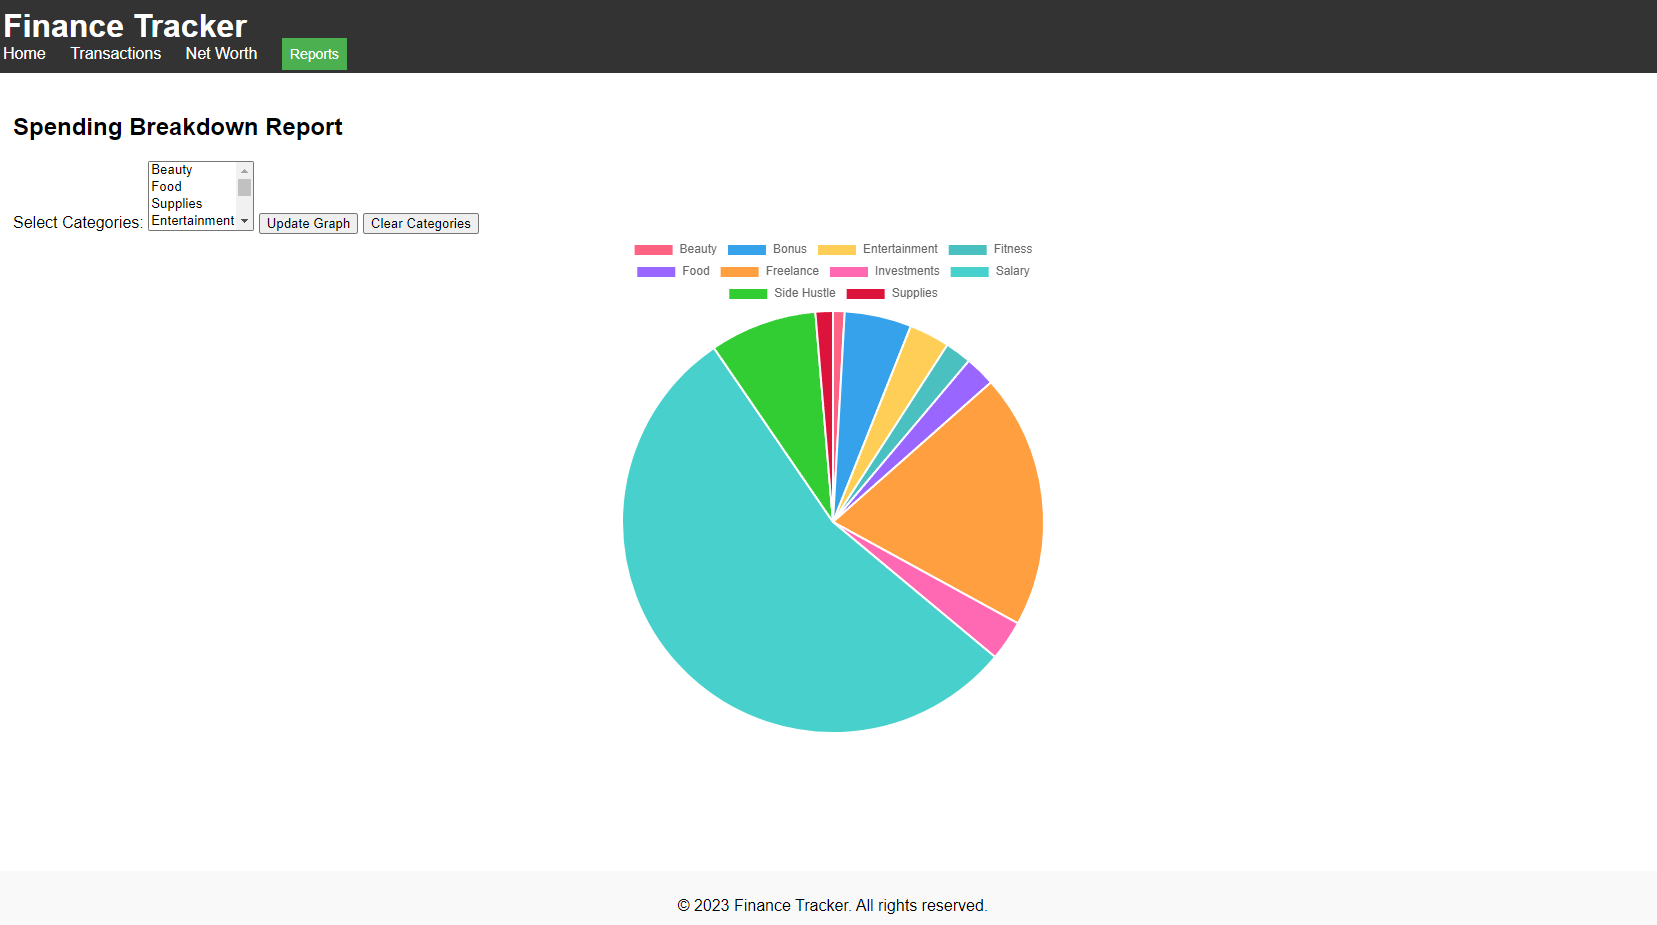 Finance Tracker
Home Transactions Net Worth Reports
Spending Breakdown Report
Beauty
Food
Supplies
Entertainment
Select Categories: Update Graph Clear Categories
Beauty Bonus Entertainment Fitness
Food Freelance Investments Salary
Side Hustle Supplies
© 2023 Finance Tracker. All rights reserved.